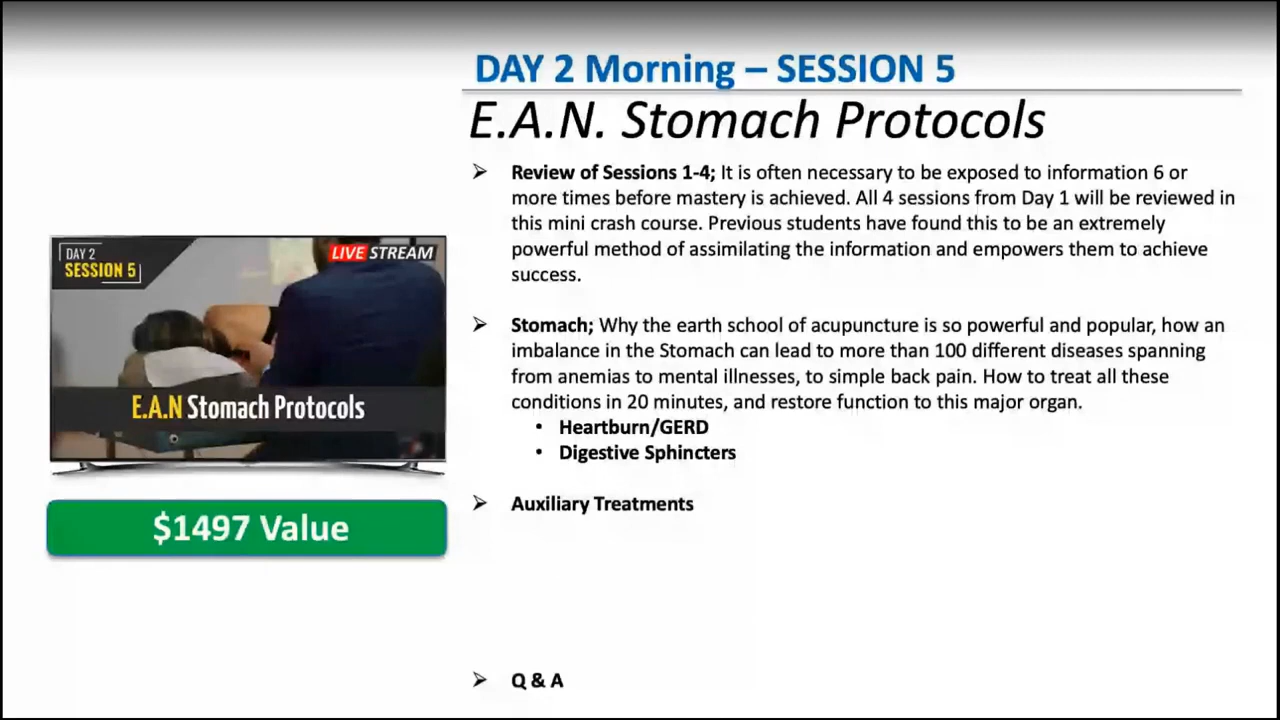 DAY 2 Morning – SESSION 5
E.A.N. Stomach Protocols
➢ Review of Sessions 1-4; It is often necessary to be exposed to information 6 or
more times before mastery is achieved. All 4 sessions from Day 1 will be reviewed in
this mini crash course. Previous students have found this to be an extremely
powerful method of assimilating the information and empowers them to achieve
success.
➢ Stomach; Why the earth school of acupuncture is so powerful and popular, how an
imbalance in the Stomach can lead to more than 100 different diseases spanning
from anemias to mental illnesses, to simple back pain. How to treat all these
conditions in 20 minutes, and restore function to this major organ.
• Heartburn/GERD
• Digestive Sphincters
➢ Auxiliary Treatments
➢ Q & A
DAY 2
SESSION 5
LIVE STREAM
E.A.N Stomach Protocols
$1497 Value